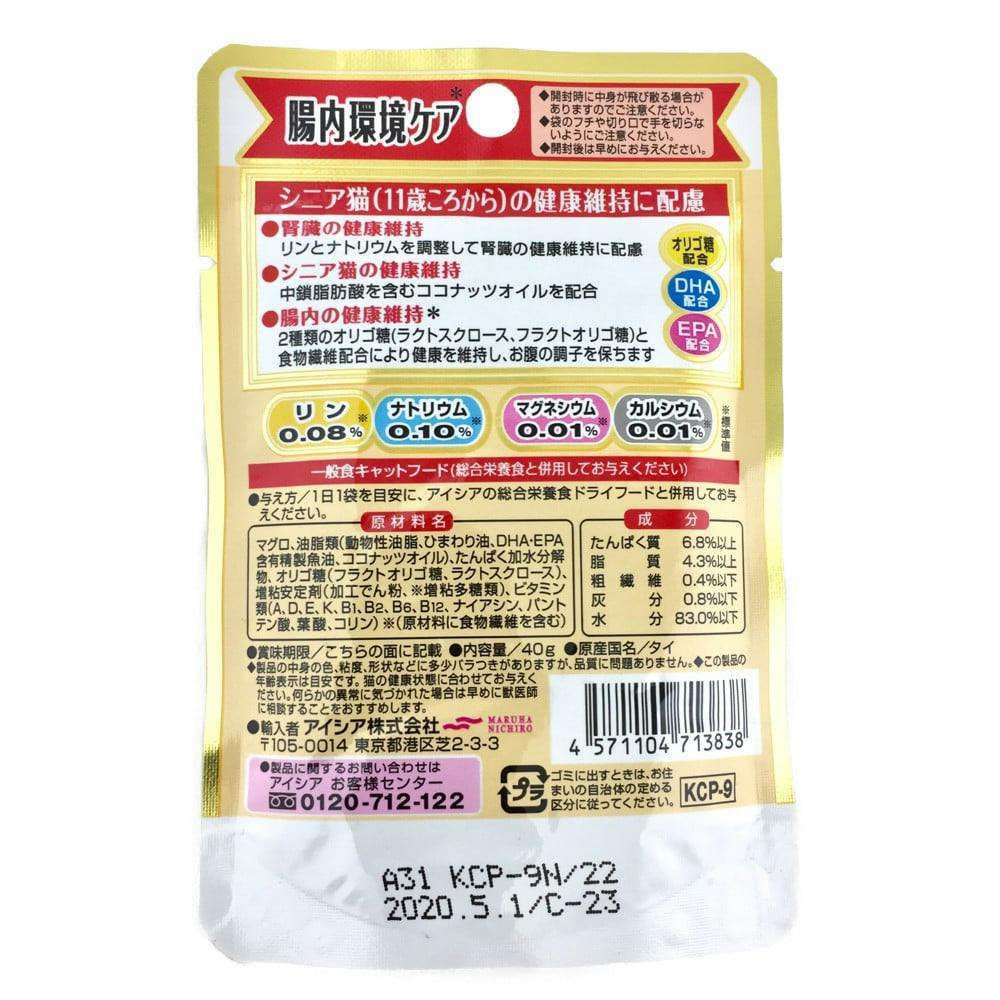 腸内環境ケア*
◆開封時に中身が飛び散る場合が
ありますのでご注意ください。
◆袋のフチや切り口で手を切らな
いようにご注意ください。
◆開封後は早めにお与えください。
シニア猫(11歳ころから)の健康維持に配慮
●腎臓の健康維持
リンとナトリウムを調整して腎臓の健康維持に配慮
●シニア猫の健康維持
中鎖脂肪酸を含むココナッツオイルを配合
●腸内の健康維持*
2種類のオリゴ糖(ラクトスクロース、フラクトオリゴ糖)と
食物繊維配合により健康を維持し、お腹の調子を保ちます
オリゴ糖
配合
DHA
配合
EPA
配合
リン
0.08%※
ナトリウム
0.10%※
マグネシウム
0.01%※
カルシウム
0.01%※
※標準値
一般食キャットフード(総合栄養食と併用してお与えください)
●与え方/1日1袋を目安に、アイシアの総合栄養食ドライフードと併用してお与
えください。
原材料名
マグロ、油脂類(動物性油脂、ひまわり油、DHA・EPA
含有精製魚油、ココナッツオイル)、たんぱく加水分解
物、オリゴ糖(フラクトオリゴ糖、ラクトスクロース)、
増粘安定剤(加工でん粉、※増粘多糖類)、ビタミン
類(A、D、E、K、B1、B2、B6、B12、ナイアシン、パント
テン酸、葉酸、コリン) ※(原材料に食物繊維を含む)
成分
たんぱく質 6.8%以上
脂質 4.3%以上
粗繊維 0.4%以下
灰分 0.8%以下
水分 83.0%以下
●賞味期限/こちらの面に記載 ●内容量/40g ●原産国名/タイ
◆製品の中身の色、粘度、形状などに多少バラつきがありますが、品質に問題ありません。◆この製品の
年齢表示は目安です。猫の健康状態に合わせてお与えく
ださい。何らかの異常に気づかれた場合は早めに獣医師
に相談することをおすすめします。
●輸入者 アイシア株式会社
MARUHA
NICHIRO
〒105-0014 東京都港区芝2-3-3
4 571104 713838
●製品に関するお問い合わせは
アイシア お客様センター
0120-712-122
プラ
ゴミに出すときは、お住
まいの自治体の定める
区分に従ってください。
KCP-9
A31 KCP-9N/22
2020.5.1/C-23